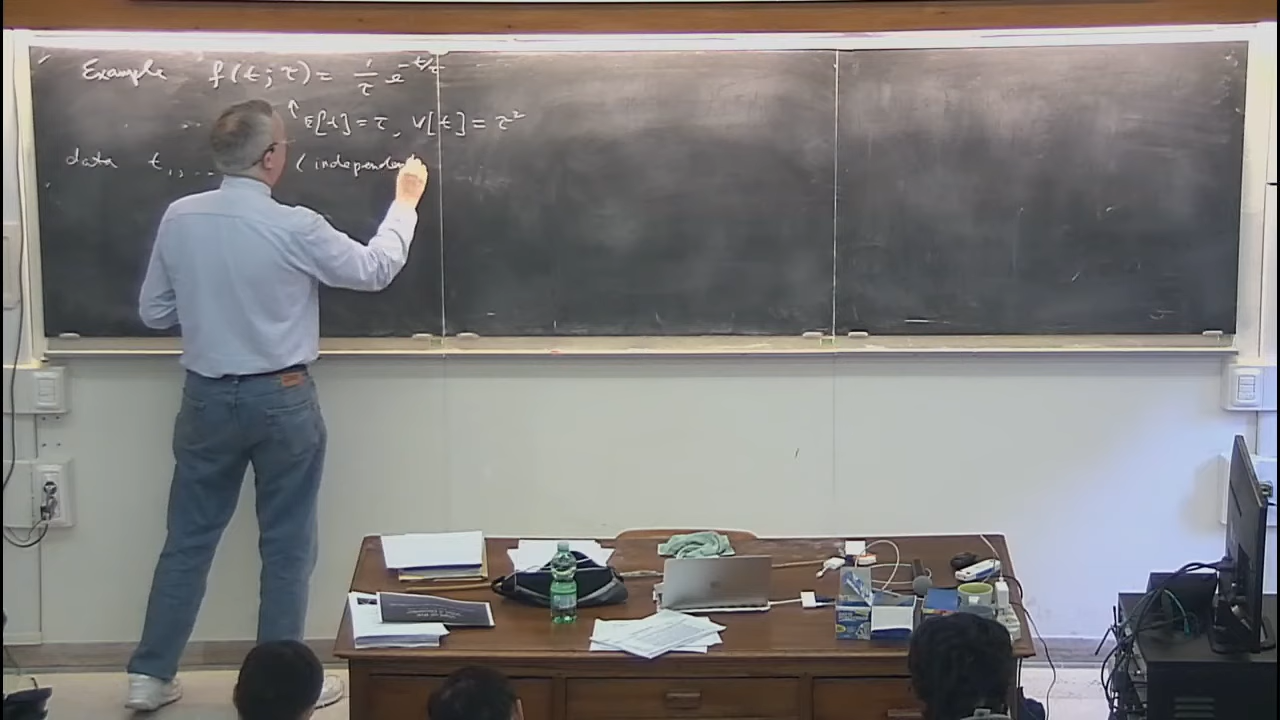 Example f(t; τ) = 1/τ e^{-t/τ}
↑ E[t] = τ, V[t] = τ²
data t₁, .. (independent